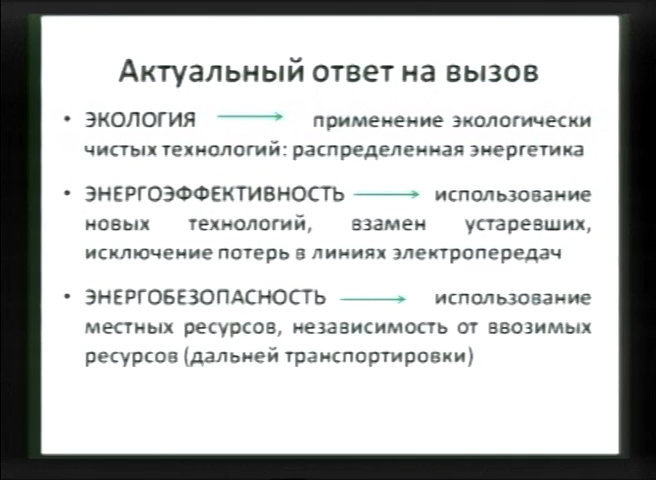 Актуальный ответ на вызов
• ЭКОЛОГИЯ → применение экологически
чистых технологий: распределенная энергетика
• ЭНЕРГОЭФФЕКТИВНОСТЬ → использование
новых технологий, взамен устаревших,
исключение потерь в линиях электропередач
• ЭНЕРГОБЕЗОПАСНОСТЬ → использование
местных ресурсов, независимость от ввозимых
ресурсов (дальней транспортировки)